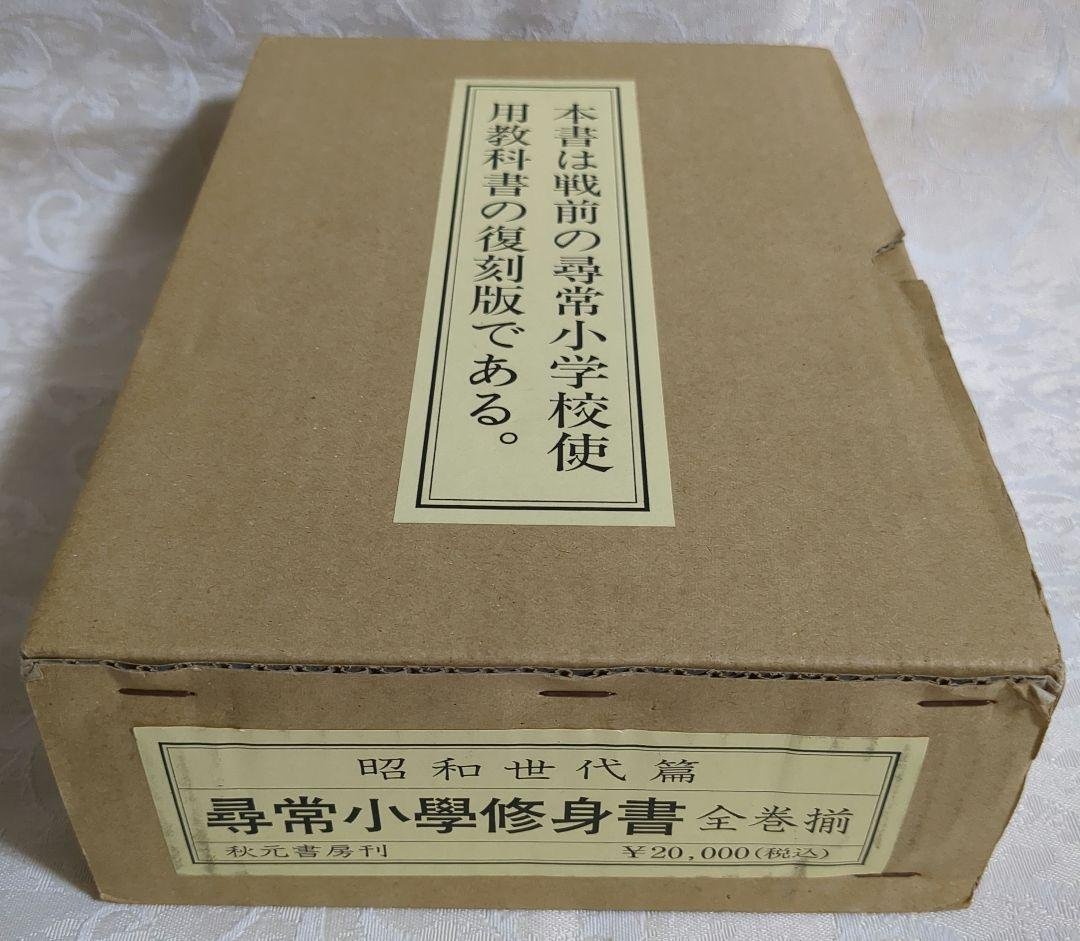 本書は戦前の尋常小学校使
用教科書の復刻版である。
昭和世代篇
尋常小學修身書 全巻揃
秋元書房刊 ¥20,000(税込)